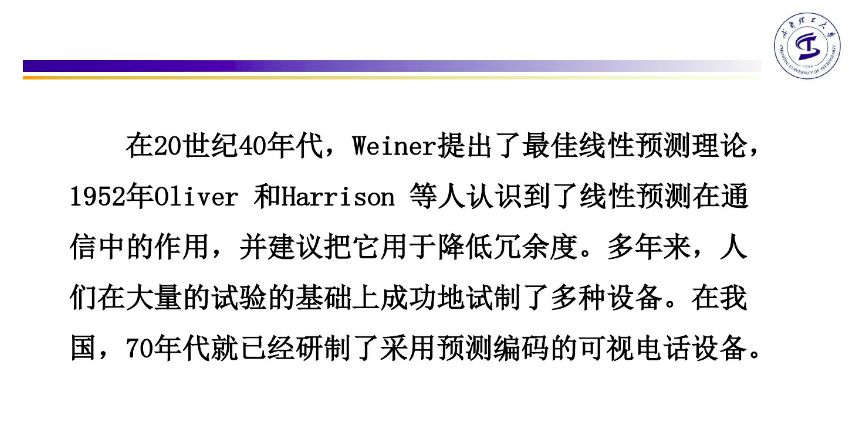 在20世纪40年代，Weiner提出了最佳线性预测理论，
1952年Oliver 和Harrison 等人认识到了线性预测在通
信中的作用，并建议把它用于降低冗余度。多年来，人
们在大量的试验的基础上成功地试制了多种设备。在我
国，70年代就已经研制了采用预测编码的可视电话设备。